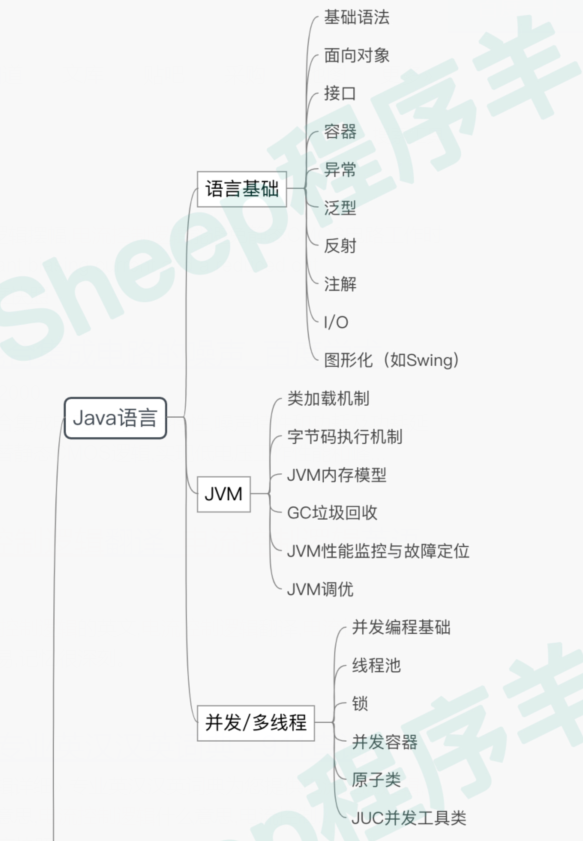 Java语言
语言基础
基础语法
面向对象
接口
容器
异常
泛型
反射
注解
I/O
图形化（如Swing）
JVM
类加载机制
字节码执行机制
JVM内存模型
GC垃圾回收
JVM性能监控与故障定位
JVM调优
并发/多线程
并发编程基础
线程池
锁
并发容器
原子类
JUC并发工具类
Sheep程序羊
ep程序羊